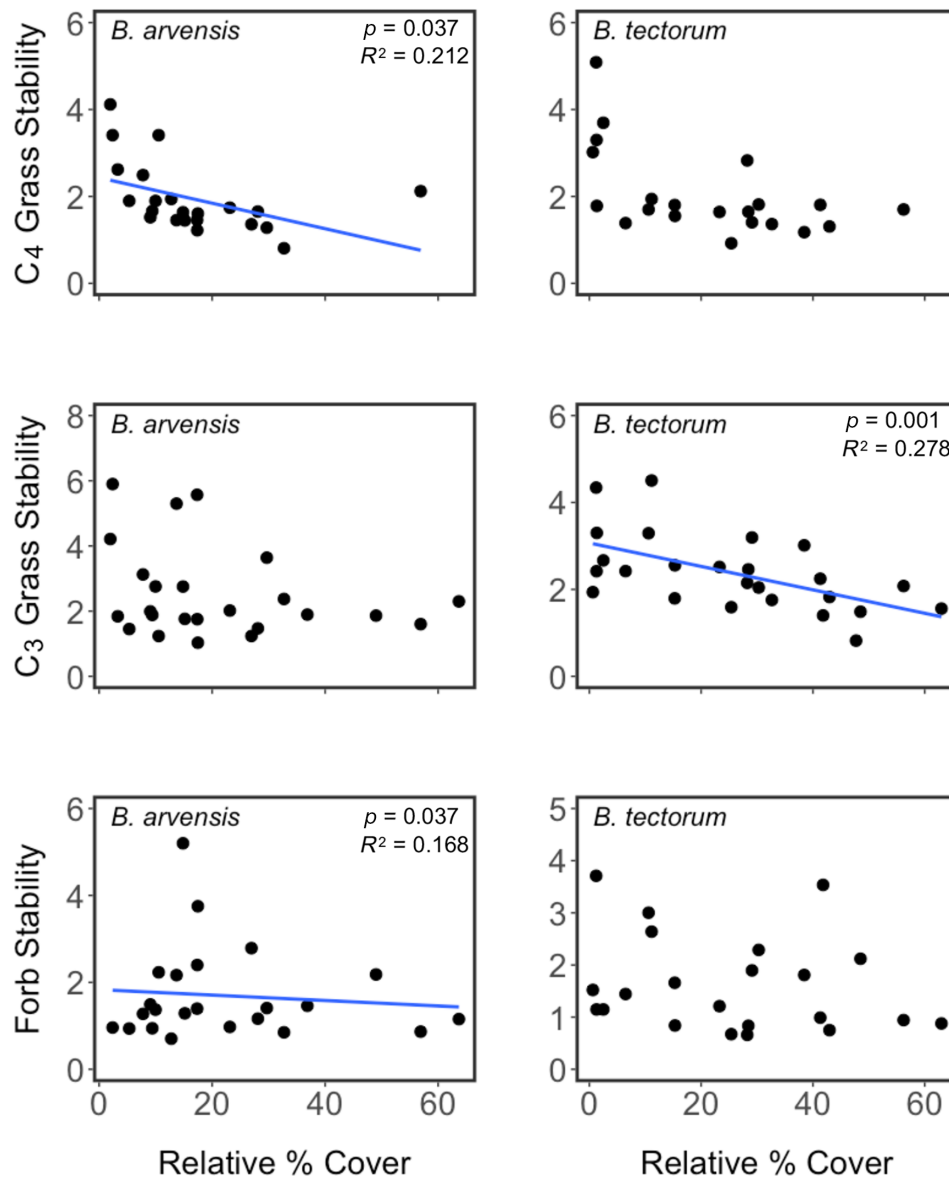 B. arvensis
p = 0.037
R² = 0.212
B. tectorum
C₄ Grass Stability
6
4
2
0
6
4
2
0
B. arvensis
B. tectorum
p = 0.001
R² = 0.278
C₃ Grass Stability
8
6
4
2
0
6
4
2
0
B. arvensis
p = 0.037
R² = 0.168
B. tectorum
Forb Stability
6
4
2
0
5
4
3
2
1
0
0 20 40 60
0 20 40 60
Relative % Cover
Relative % Cover